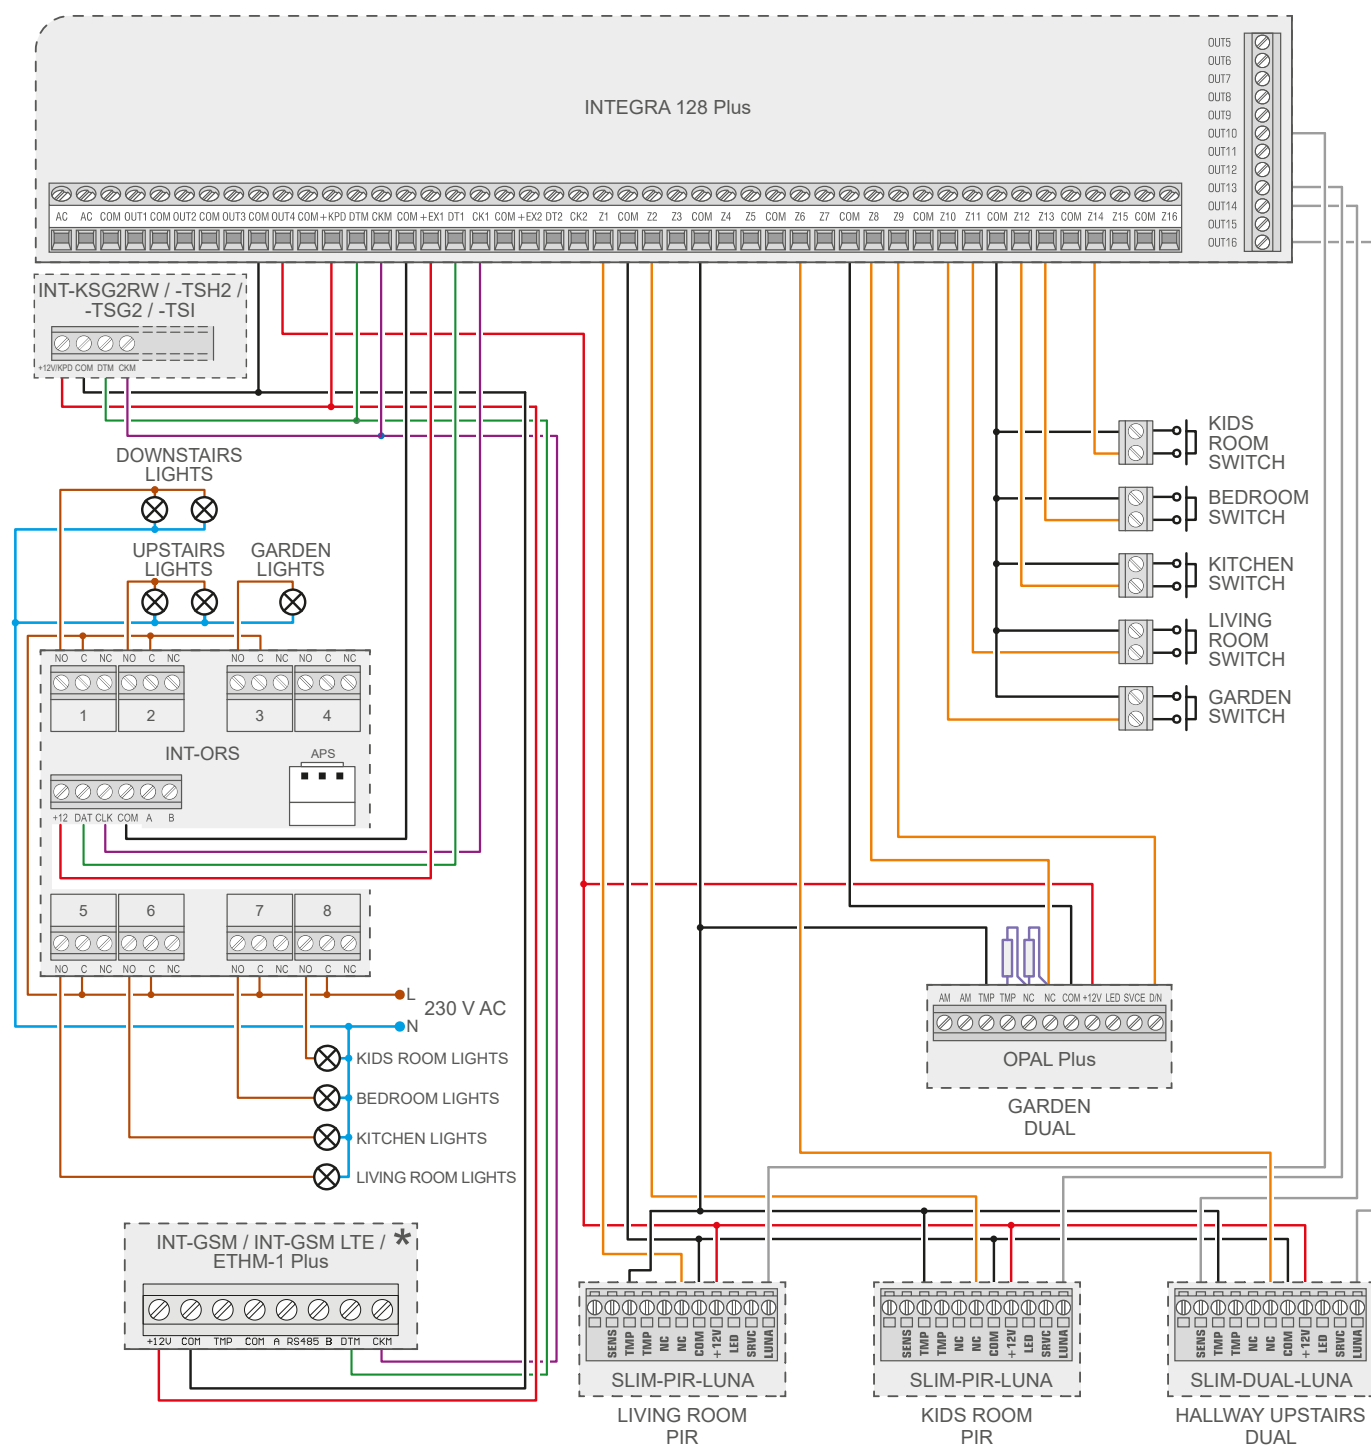 OUT5
OUT6
OUT7
OUT8
OUT9
OUT10
OUT11
OUT12
OUT13
OUT14
OUT15
OUT16
INTEGRA 128 Plus
AC AC COM OUT1 COM OUT2 COM OUT3 COM OUT4 COM +KPD DTM CKM COM +EX1 DT1 CK1 COM +EX2 DT2 CK2 Z1 COM Z2 Z3 COM Z4 Z5 COM Z6 Z7 COM Z8 Z9 COM Z10 Z11 COM Z12 Z13 COM Z14 Z15 COM Z16
INT-KSG2RW / -TSH2 /
-TSG2 / -TSI
+12V/KPD COM DTM CKM
DOWNSTAIRS
LIGHTS
UPSTAIRS
LIGHTS
GARDEN
LIGHTS
NO C NC NO C NC NO C NC NO C NC
1 2 3 4
INT-ORS
APS
+12 DAT CLK COM A B
5 6 7 8
NO C NC NO C NC NO C NC NO C NC
L
230 V AC
N
KIDS ROOM LIGHTS
BEDROOM LIGHTS
KITCHEN LIGHTS
LIVING ROOM LIGHTS
INT-GSM / INT-GSM LTE /
ETHM-1 Plus
*
+12V COM TMP COM A RS485 B DTM CKM
KIDS
ROOM
SWITCH
BEDROOM
SWITCH
KITCHEN
SWITCH
LIVING
ROOM
SWITCH
GARDEN
SWITCH
AM AM TMP TMP NC NC COM +12V LED SVCE D/N
OPAL Plus
GARDEN
DUAL
SENS TMP TMP NC NC COM +12V LED SRVC LUNA
SLIM-PIR-LUNA
LIVING ROOM
PIR
SENS TMP TMP NC NC COM +12V LED SRVC LUNA
SLIM-PIR-LUNA
KIDS ROOM
PIR
SENS TMP TMP NC NC COM +12V LED SRVC LUNA
SLIM-DUAL-LUNA
HALLWAY UPSTAIRS
DUAL